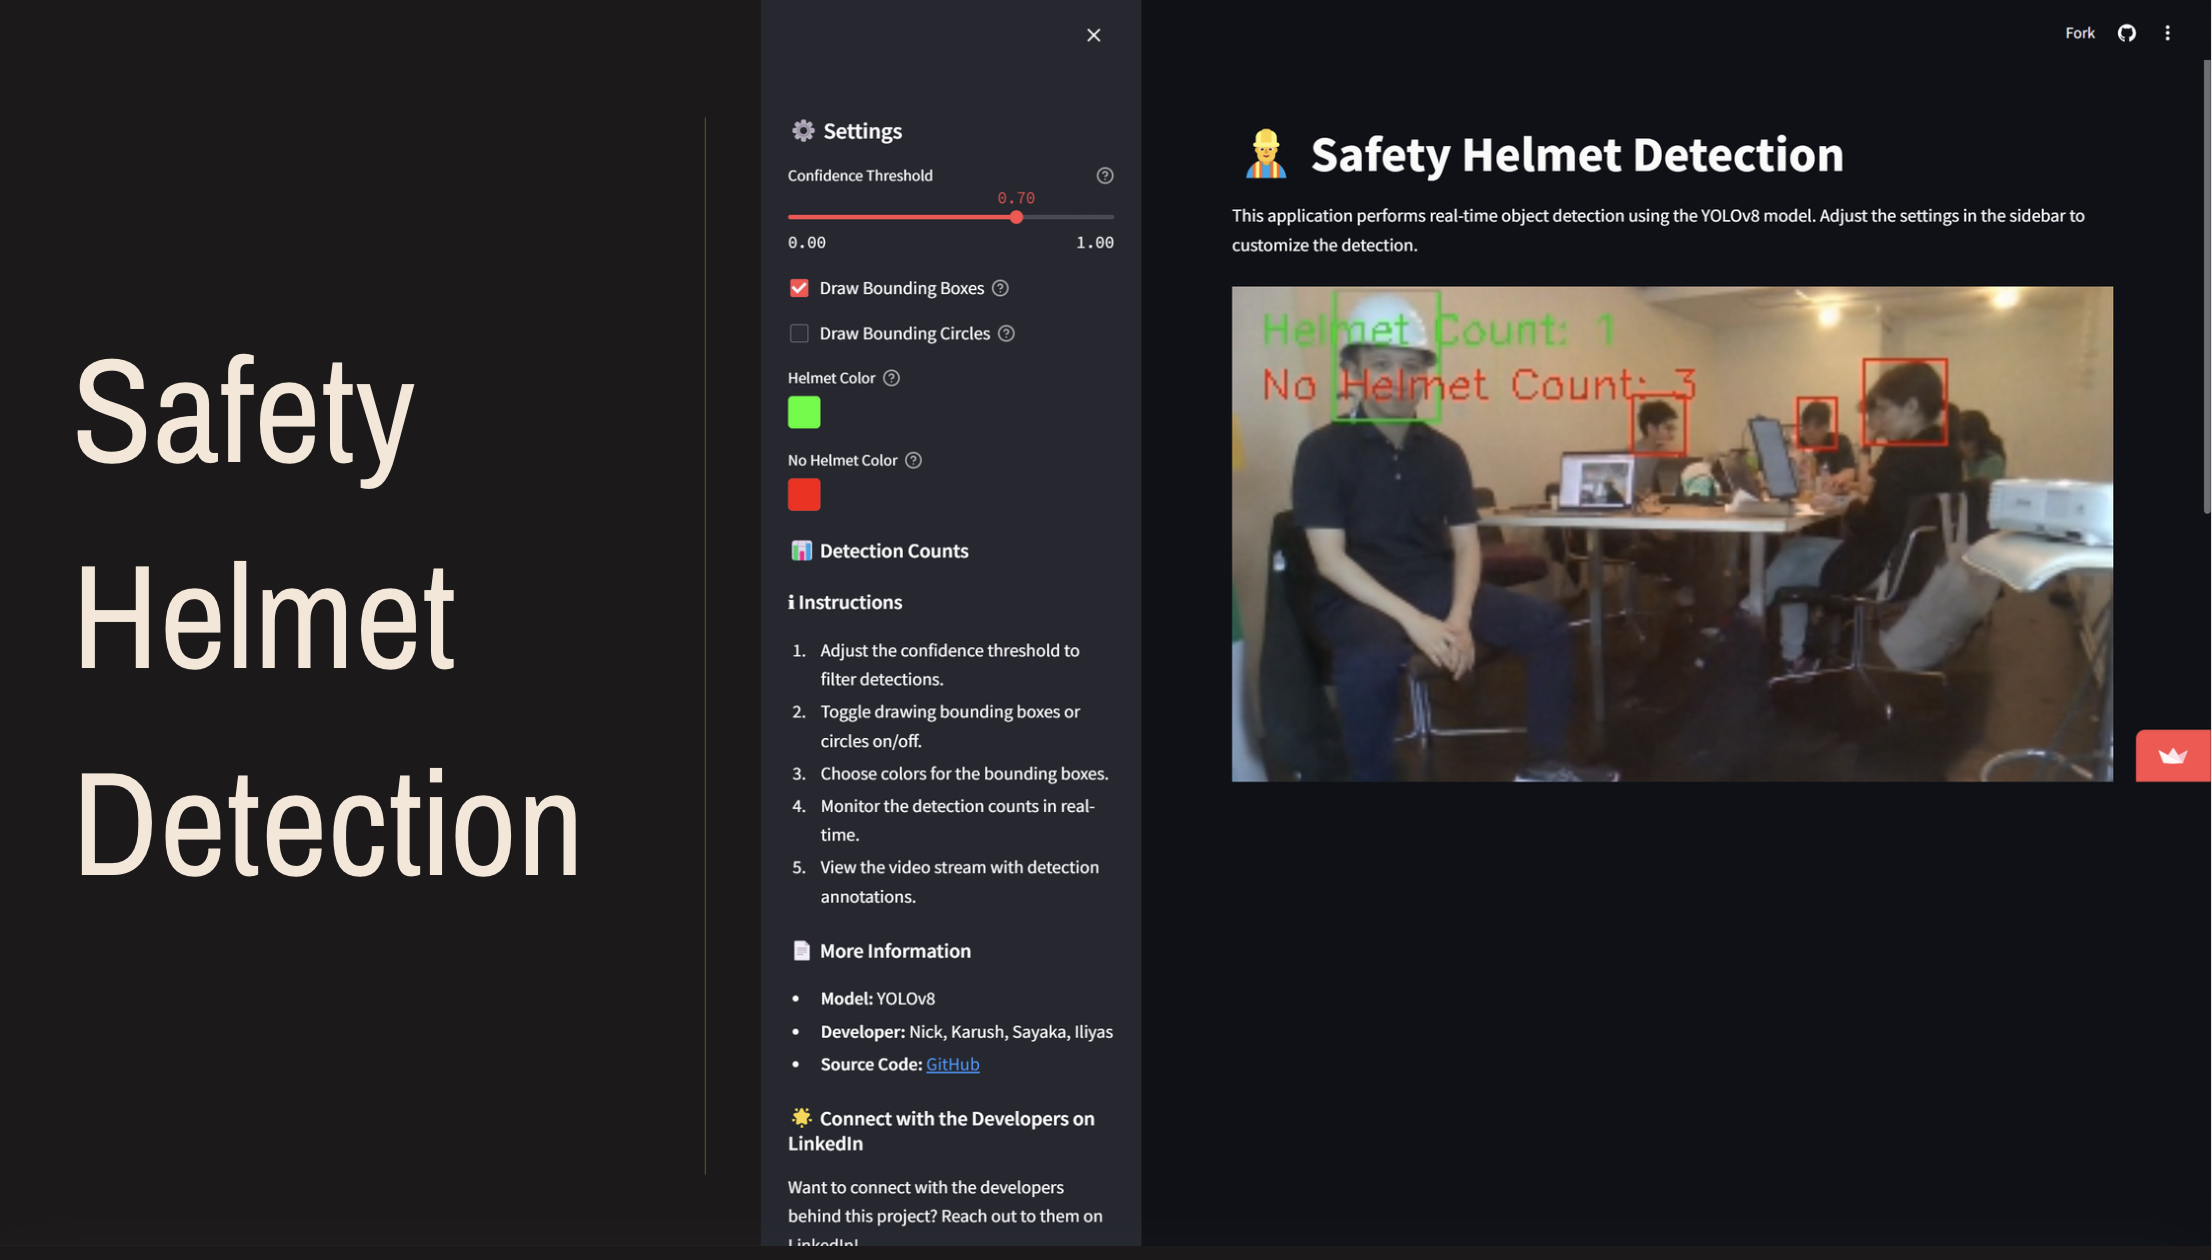 Safety
Helmet
Detection
Settings
Confidence Threshold
0.70
0.00 1.00
Draw Bounding Boxes
Draw Bounding Circles
Helmet Color
No Helmet Color
Detection Counts
Instructions
1. Adjust the confidence threshold to
filter detections.
2. Toggle drawing bounding boxes or
circles on/off.
3. Choose colors for the bounding boxes.
4. Monitor the detection counts in real-
time.
5. View the video stream with detection
annotations.
More Information
• Model: YOLOv8
• Developer: Nick, Karush, Sayaka, Iliyas
• Source Code: GitHub
Connect with the Developers on
LinkedIn
Want to connect with the developers
behind this project? Reach out to them on
LinkedIn!
Fork
Safety Helmet Detection
This application performs real-time object detection using the YOLOv8 model. Adjust the settings in the sidebar to
customize the detection.
Helmet Count: 1
No Helmet Count: 3